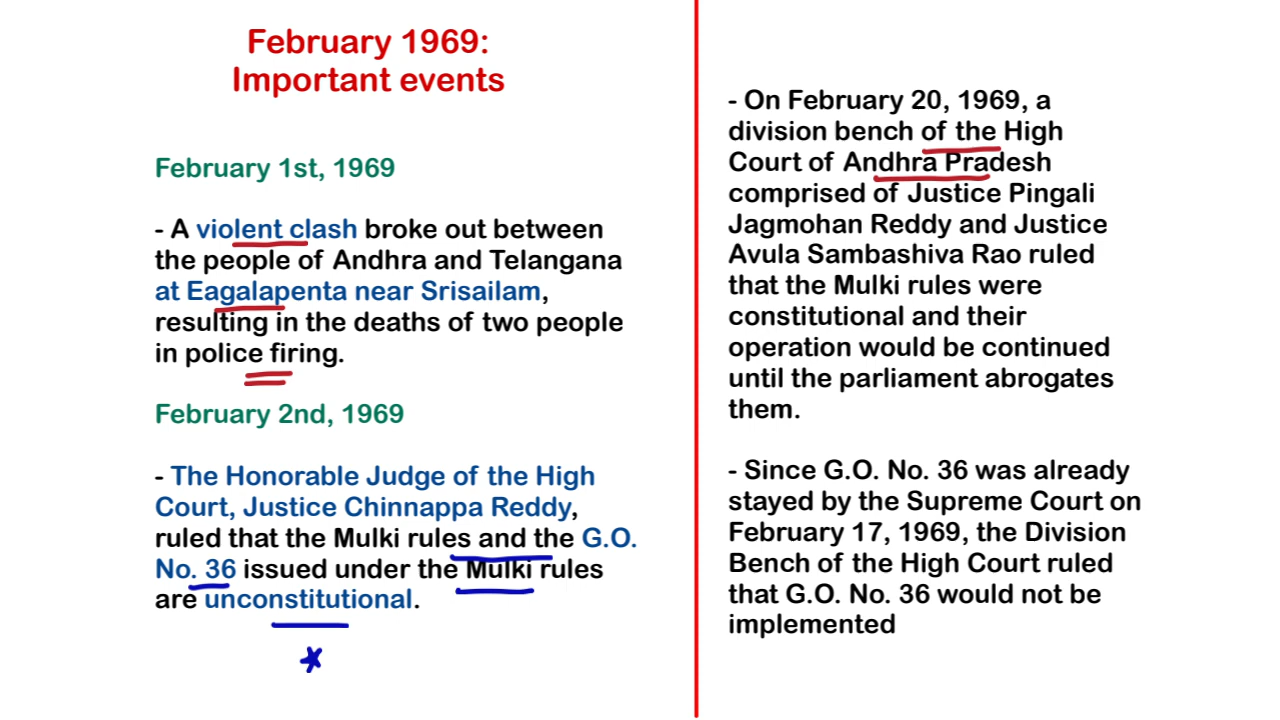 February 1969:
Important events
February 1st, 1969
- A violent clash broke out between
the people of Andhra and Telangana
at Eagalapenta near Srisailam,
resulting in the deaths of two people
in police firing.
February 2nd, 1969
- The Honorable Judge of the High
Court, Justice Chinnappa Reddy,
ruled that the Mulki rules and the G.O.
No. 36 issued under the Mulki rules
are unconstitutional.
- On February 20, 1969, a
division bench of the High
Court of Andhra Pradesh
comprised of Justice Pingali
Jagmohan Reddy and Justice
Avula Sambashiva Rao ruled
that the Mulki rules were
constitutional and their
operation would be continued
until the parliament abrogates
them.
- Since G.O. No. 36 was already
stayed by the Supreme Court on
February 17, 1969, the Division
Bench of the High Court ruled
that G.O. No. 36 would not be
implemented